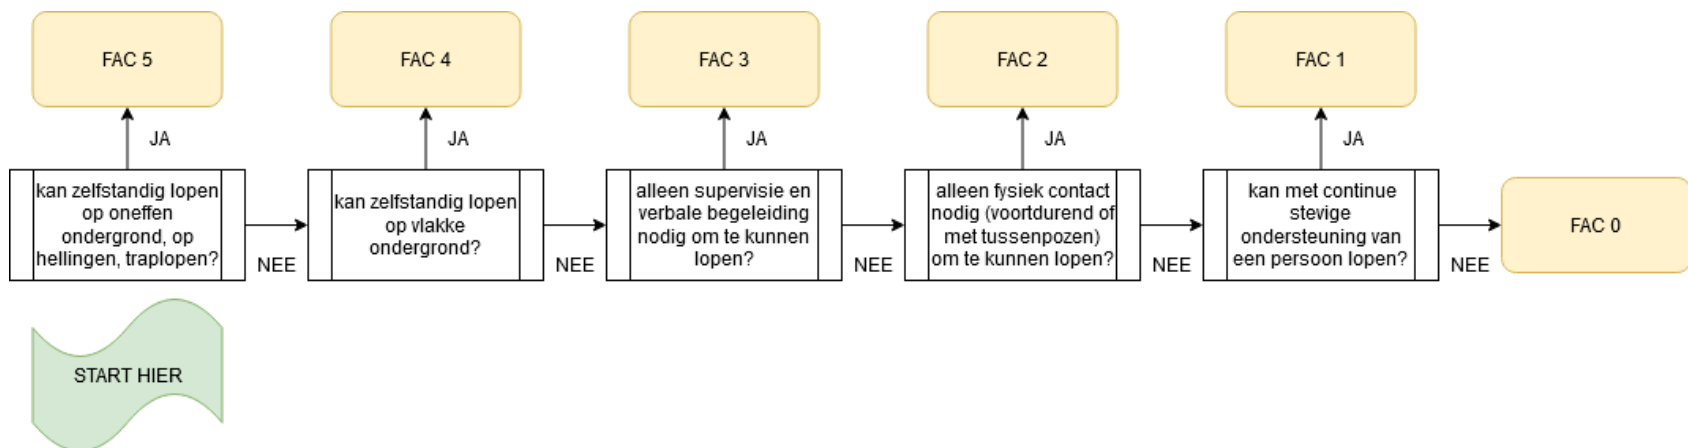 FAC 5
FAC 4
FAC 3
FAC 2
FAC 1
JA
JA
JA
JA
JA
kan zelfstandig lopen
op oneffen
ondergrond, op
hellingen, traplopen?
NEE
kan zelfstandig lopen
op vlakke
ondergrond?
NEE
alleen supervisie en
verbale begeleiding
nodig om te kunnen
lopen?
NEE
alleen fysiek contact
nodig (voortdurend of
met tussenpozen)
om te kunnen lopen?
NEE
kan met continue
stevige
ondersteuning van
een persoon lopen?
NEE
FAC 0
START HIER